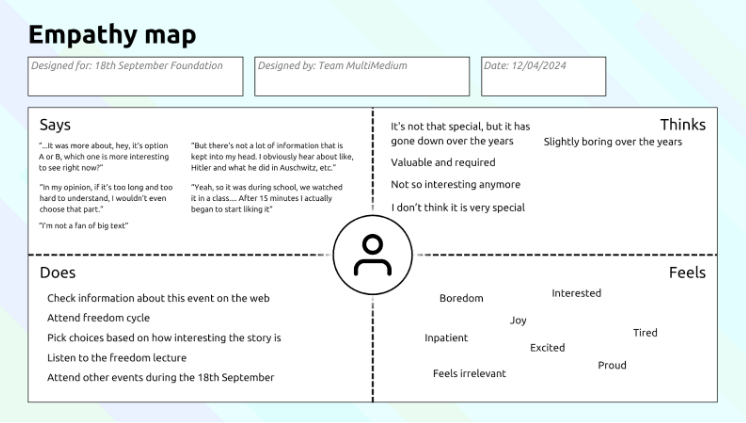 Empathy map
Designed for: 18th September Foundation
Designed by: Team MultiMedium
Date: 12/04/2024
Says
"...It was more about, hey, it's option
A or B, which one is more interesting
to see right now?"
"In my opinion, if it's too long and too
hard to understand, I wouldn't even
choose that part."
"I'm not a fan of big text"
"But there's not a lot of information that is
kept into my head. I obviously hear about like,
Hitler and what he did in Auschwitz, etc."
"Yeah, so it was during school, we watched
it in a class.... After 15 minutes I actually
began to start liking it"
Thinks
It's not that special, but it has
gone down over the years
Slightly boring over the years
Valuable and required
Not so interesting anymore
I don't think it is very special
Does
Check information about this event on the web
Attend freedom cycle
Pick choices based on how interesting the story is
Listen to the freedom lecture
Attend other events during the 18th September
Feels
Boredom
Interested
Joy
Inpatient
Tired
Excited
Proud
Feels irrelevant